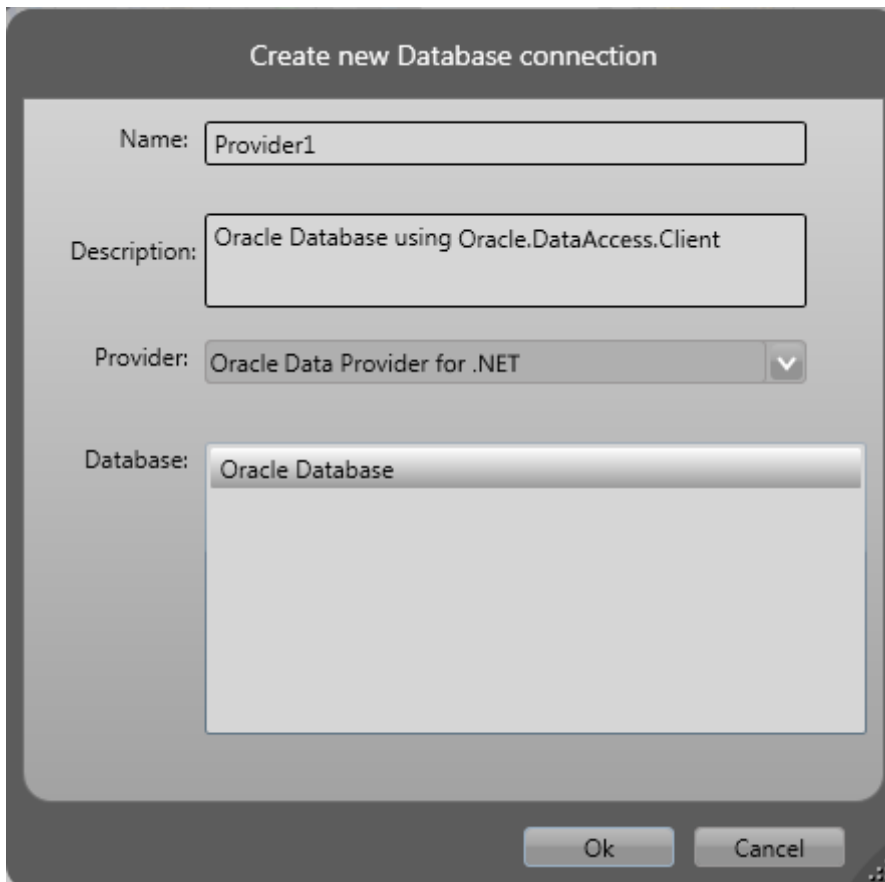 Create new Database connection
Name: Provider1
Description: Oracle Database using Oracle.DataAccess.Client
Provider: Oracle Data Provider for .NET
Database: Oracle Database
Ok Cancel